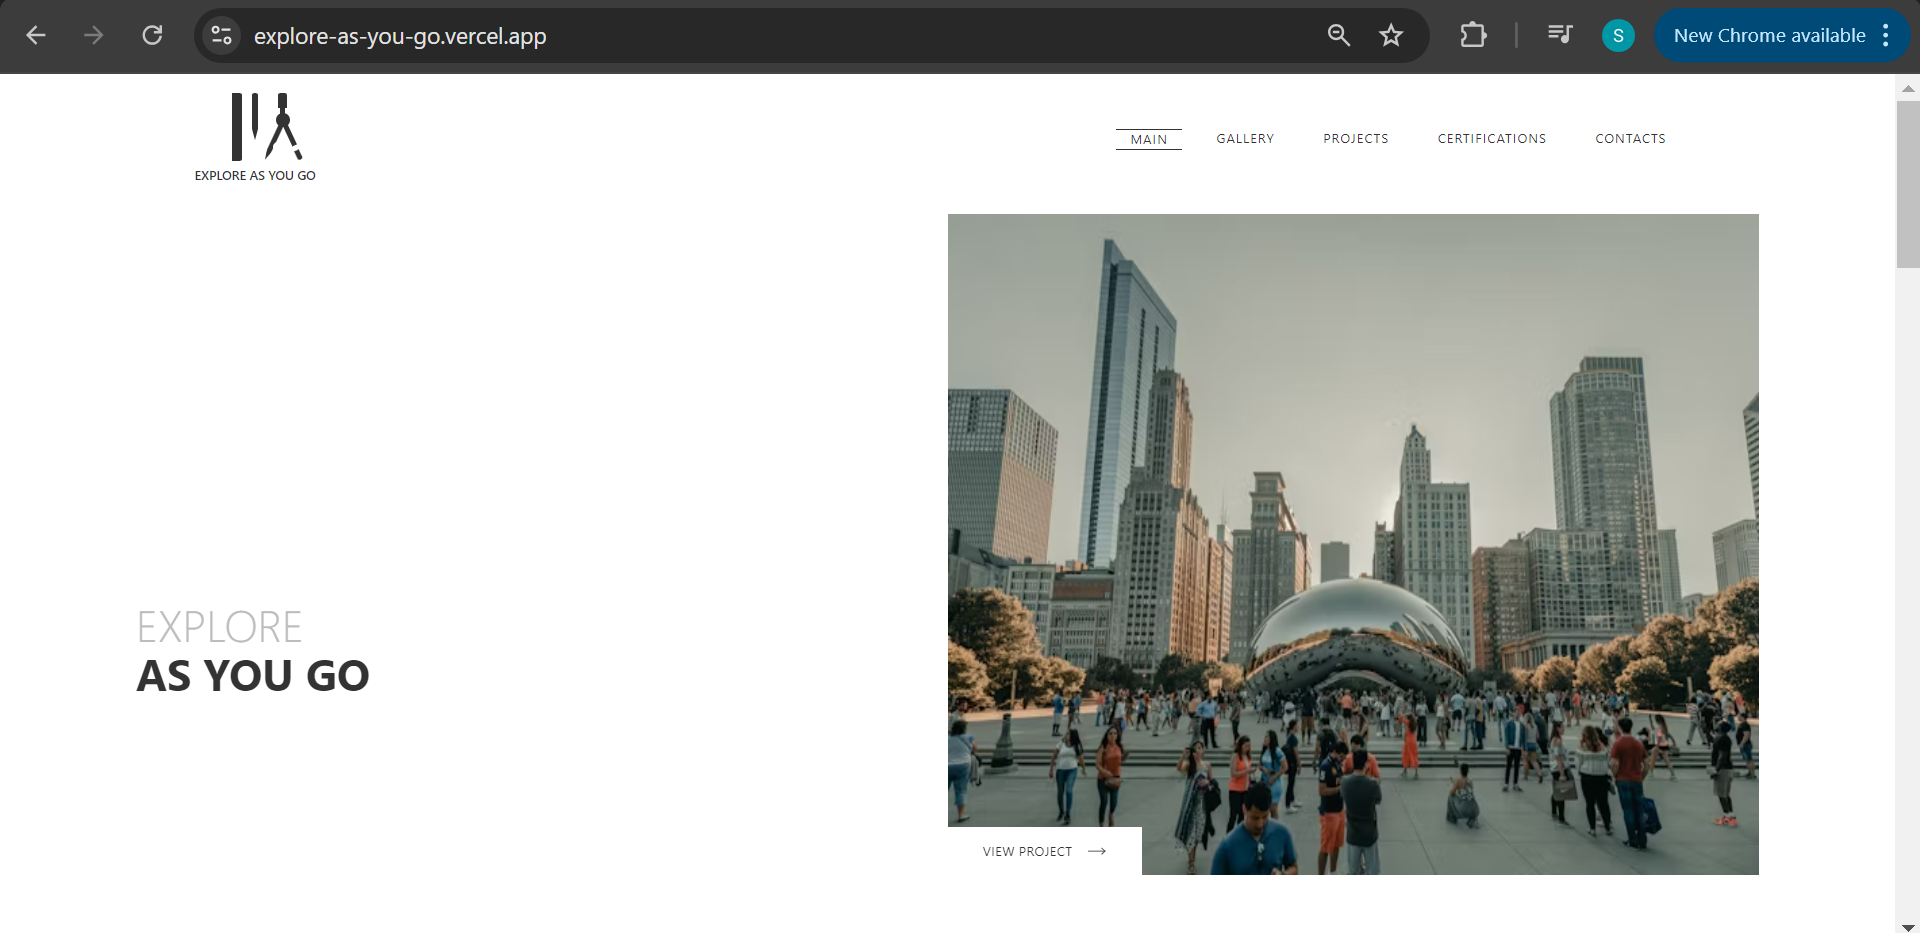 explore-as-you-go.vercel.app
S
New Chrome available
EXPLORE AS YOU GO
MAIN
GALLERY
PROJECTS
CERTIFICATIONS
CONTACTS
EXPLORE
AS YOU GO
VIEW PROJECT